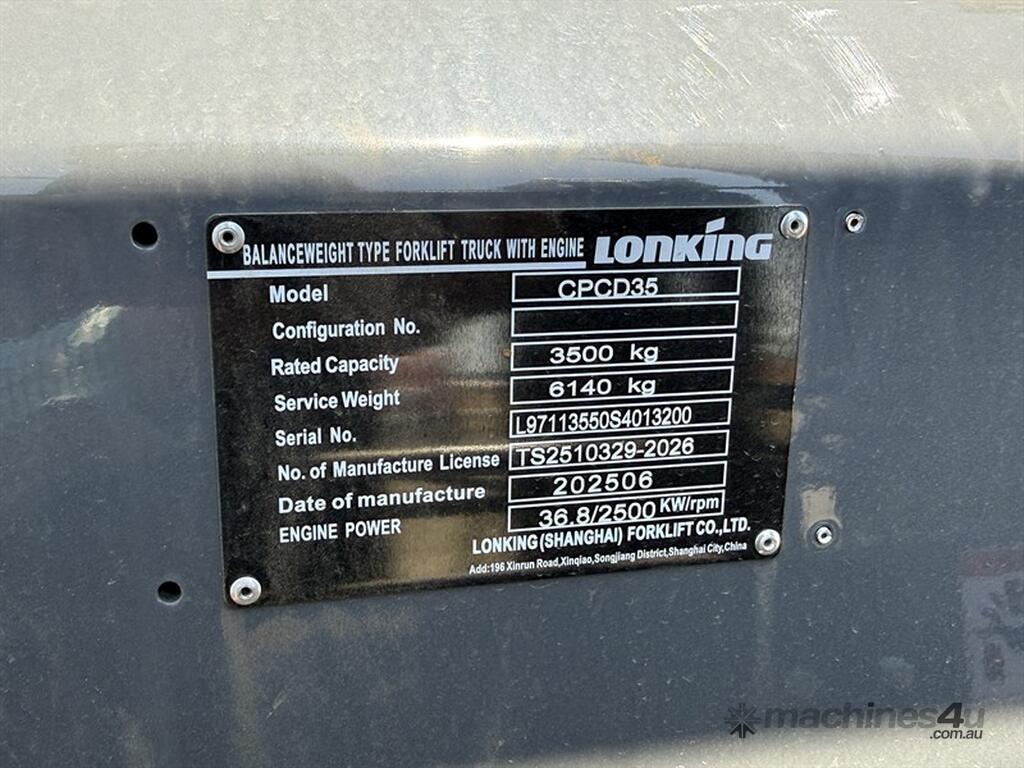 BALANCEWEIGHT TYPE FORKLIFT TRUCK WITH ENGINE LONKING
Model CPCD35
Configuration No.
Rated Capacity 3500 kg
Service Weight 6140 kg
Serial No. L97113550S4013200
No. of Manufacture License TS2510329-2026
Date of manufacture 202506
ENGINE POWER 36.8/2500 KW/rpm
LONKING(SHANGHAI) FORKLIFT CO.,LTD.
Add:196 Xinrun Road,Xinqiao,Songjiang District,Shanghai City,China
machines4u
.com.au